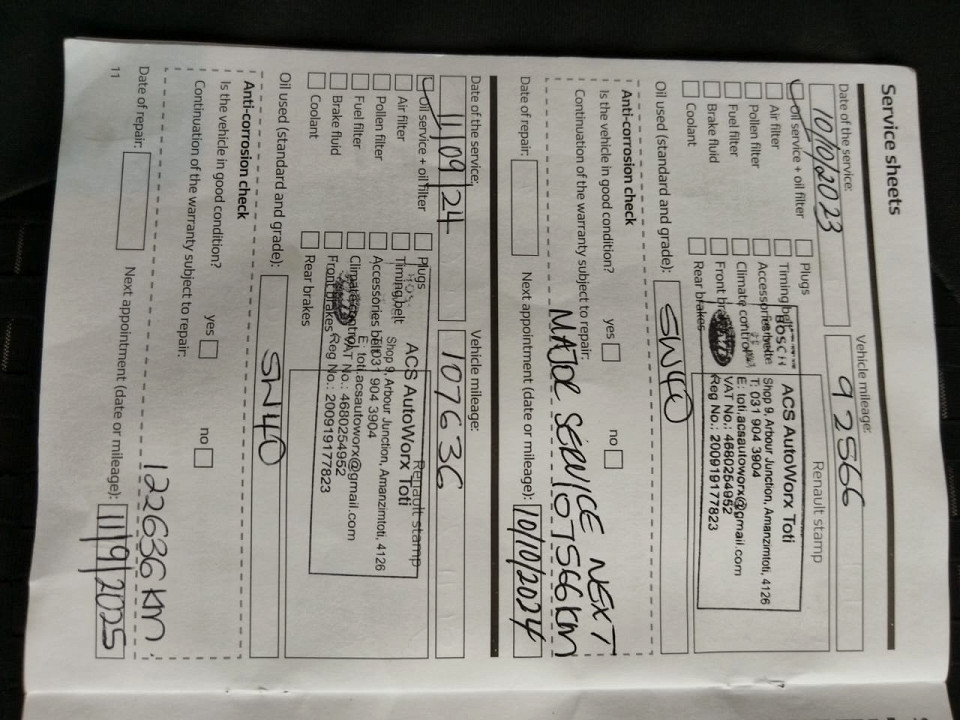 Service sheets
Date of the service:
10/10/2023
Vehicle mileage:
92566
Oil service + oil filter
Air filter
Pollen filter
Fuel filter
Brake fluid
Coolant
Plugs
Timing belt
Accessories belt
Climate control
Front brakes
Rear brakes
Renault stamp
BOSCH
ACS AutoWorx Toti
Shop 9, Arbour Junction, Amanzimtoti, 4126
T: 031 904 3904
E: toti.acsautoworx@gmail.com
VAT No.: 4680254952
Reg No.: 200919177823
Oil used (standard and grade):
5W40
Anti-corrosion check
Is the vehicle in good condition? yes no
Continuation of the warranty subject to repair:
MAJOR SERVICE NEXT
107566 KM
Date of repair:
Next appointment (date or mileage):
10/10/2024
Date of the service:
11/09/24
Vehicle mileage:
107636
Oil service + oil filter
Air filter
Pollen filter
Fuel filter
Brake fluid
Coolant
Plugs
Timing belt
Accessories belt
Climate control
Front brakes
Rear brakes
Renault stamp
ACS AutoWorx Toti
Shop 9, Arbour Junction, Amanzimtoti, 4126
T: 031 904 3904
E: toti.acsautoworx@gmail.com
VAT No.: 4680254952
Reg No.: 200919177823
Oil used (standard and grade):
5W40
Anti-corrosion check
Is the vehicle in good condition? yes no
Continuation of the warranty subject to repair:
122636 KM.
Date of repair:
Next appointment (date or mileage):
11/9/2025
11